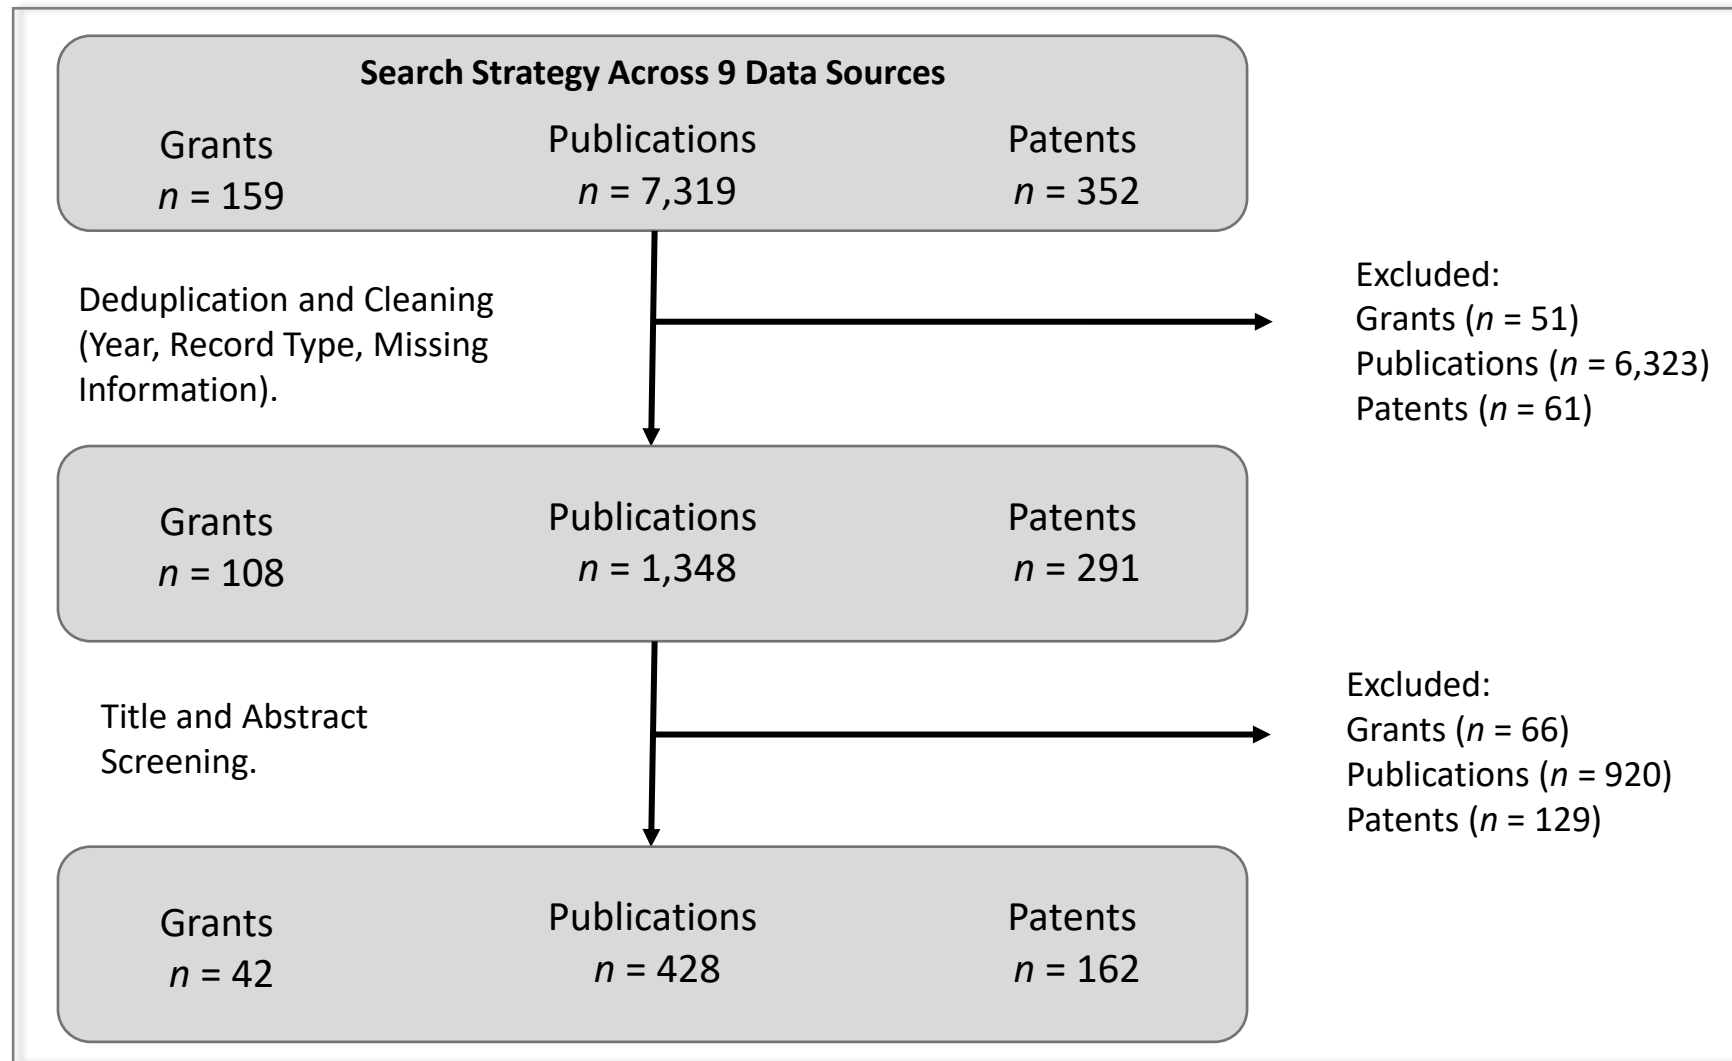 Search Strategy Across 9 Data Sources
Grants
n = 159
Publications
n = 7,319
Patents
n = 352
Deduplication and Cleaning
(Year, Record Type, Missing
Information).
Excluded:
Grants (n = 51)
Publications (n = 6,323)
Patents (n = 61)
Grants
n = 108
Publications
n = 1,348
Patents
n = 291
Title and Abstract
Screening.
Excluded:
Grants (n = 66)
Publications (n = 920)
Patents (n = 129)
Grants
n = 42
Publications
n = 428
Patents
n = 162